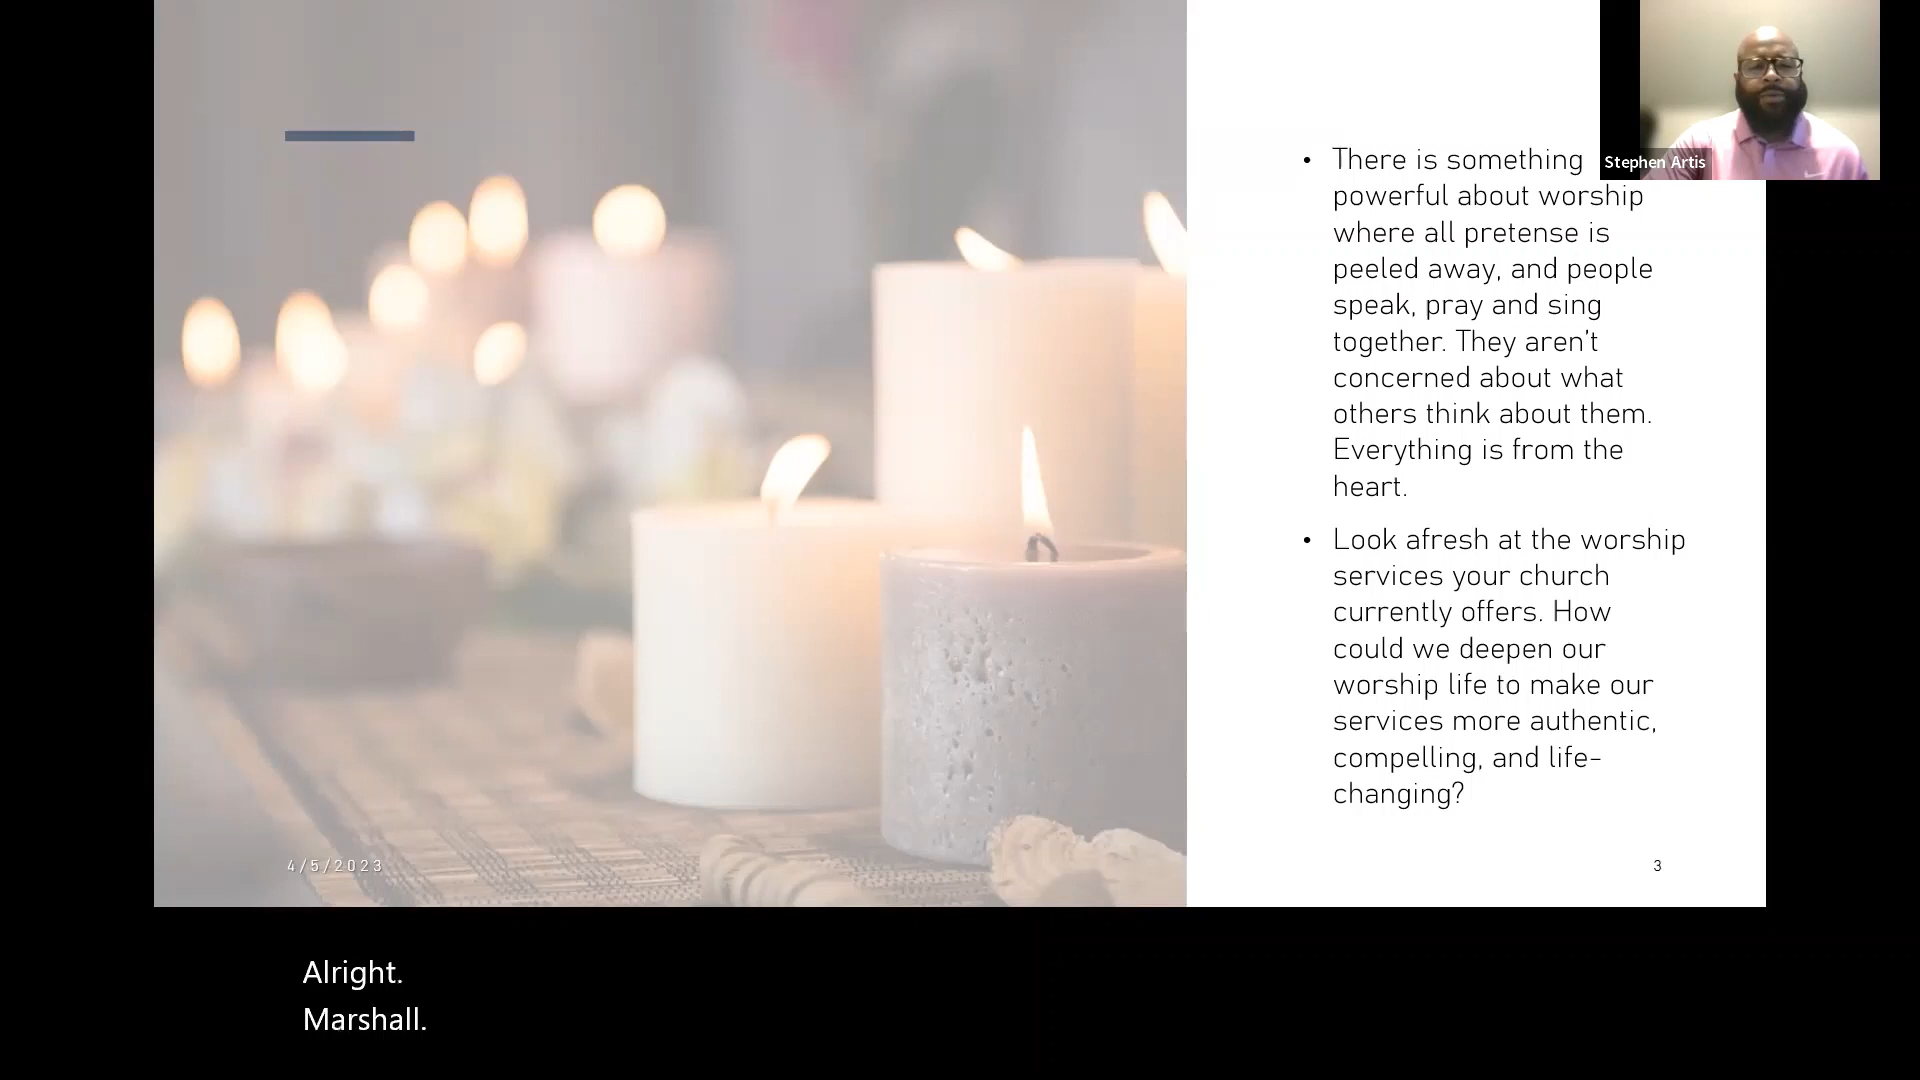 • There is something
powerful about worship
where all pretense is
peeled away, and people
speak, pray and sing
together. They aren't
concerned about what
others think about them.
Everything is from the
heart.
• Look afresh at the worship
services your church
currently offers. How
could we deepen our
worship life to make our
services more authentic,
compelling, and life-
changing?
Stephen Artis
4/5/2023
3
Alright.
Marshall.